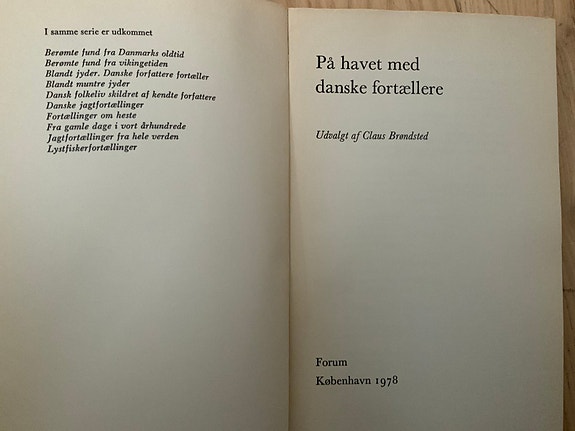 I samme serie er udkommet
Berømte fund fra Danmarks oldtid
Berømte fund fra vikingetiden
Blandt jyder. Danske forfattere fortæller
Blandt muntre jyder
Dansk folkeliv skildret af kendte forfattere
Danske jagtfortællinger
Fortællinger om heste
Fra gamle dage i vort århundrede
Jagtfortællinger fra hele verden
Lystfiskerfortællinger
På havet med
danske fortællere
Udvalgt af Claus Brøndsted
Forum
København 1978